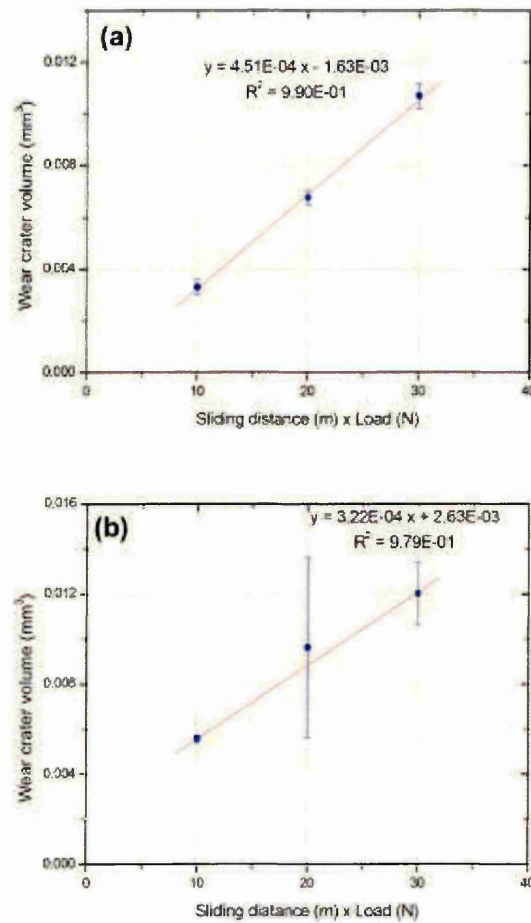 (a)
y = 4.51E-04 x - 1.63E-03
R² = 9.90E-01
Wear crater volume (mm³)
0.012
0.008
0.004
0.000
0 10 20 30 40
Sliding distance (m) x Load (N)
(b)
y = 3.22E-04 x + 2.63E-03
R² = 9.79E-01
Wear crater volume (mm³)
0.016
0.012
0.008
0.004
0.000
0 10 20 30 40
Sliding distance (m) x Load (N)